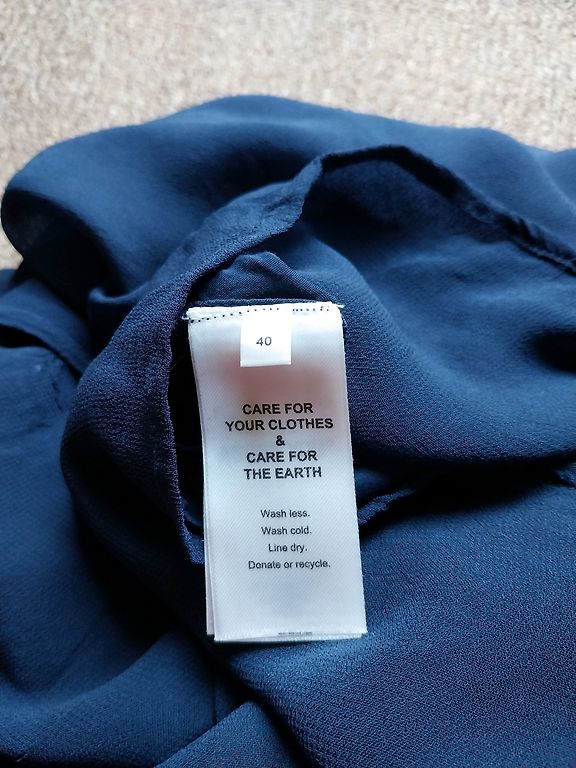 40
CARE FOR
YOUR CLOTHES
&
CARE FOR
THE EARTH
Wash less.
Wash cold.
Line dry.
Donate or recycle.